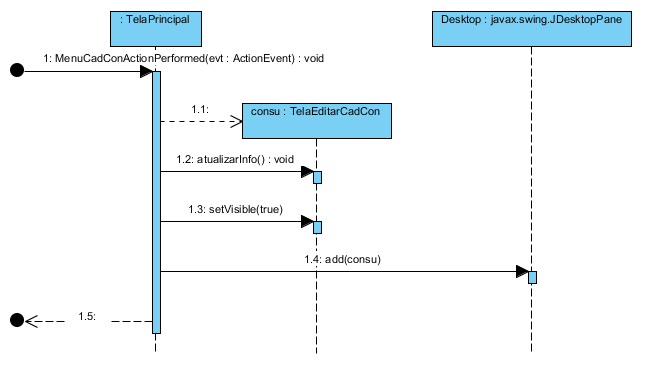 : TelaPrincipal
Desktop : javax.swing.JDesktopPane
1: MenuCadConActionPerformed(evt : ActionEvent) : void
1.1:
consu : TelaEditarCadCon
1.2: atualizarInfo() : void
1.3: setVisible(true)
1.4: add(consu)
1.5: